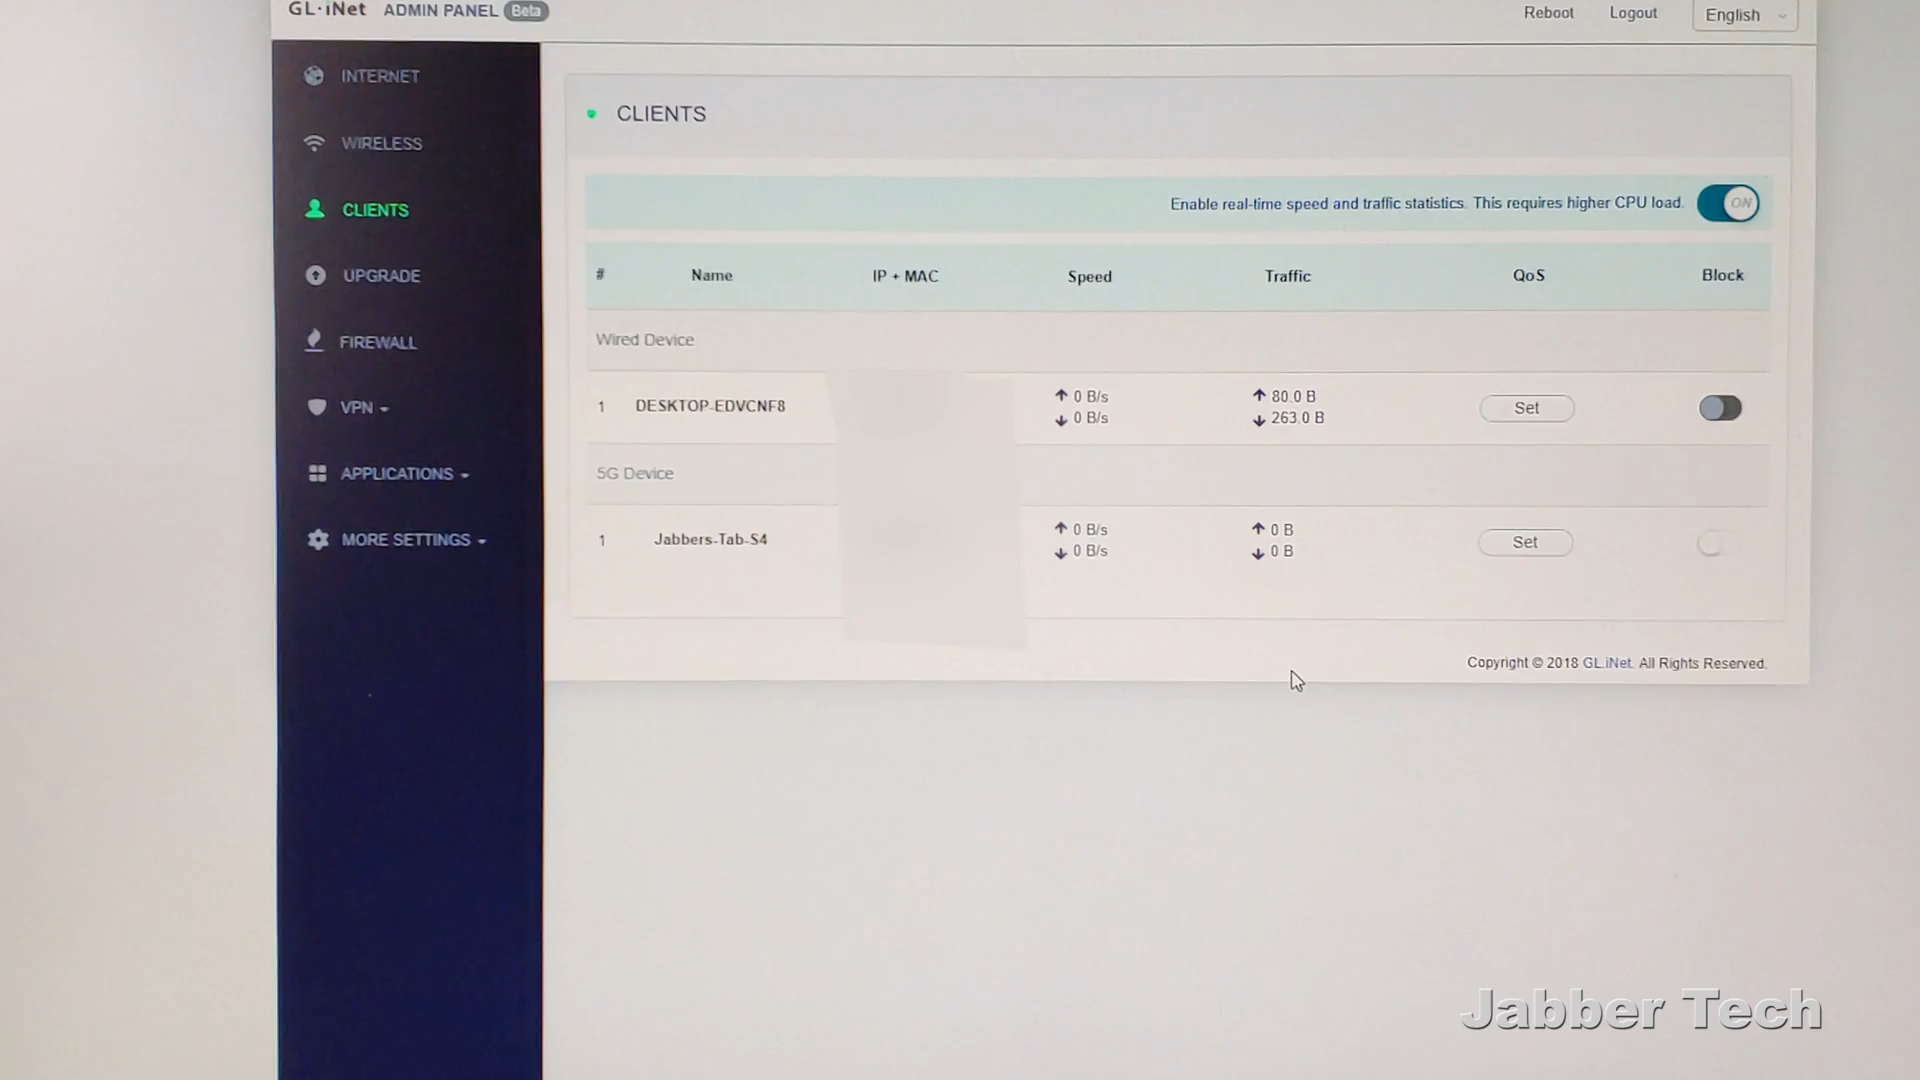 GL·iNet ADMIN PANEL Beta
Reboot Logout English
INTERNET
WIRELESS
CLIENTS
UPGRADE
FIREWALL
VPN
APPLICATIONS
MORE SETTINGS
CLIENTS
Enable real-time speed and traffic statistics. This requires higher CPU load. ON
# Name IP + MAC Speed Traffic QoS Block
Wired Device
1 DESKTOP-EDVCNF8 ↑ 0 B/s ↑ 80.0 B Set
↓ 0 B/s ↓ 263.0 B
5G Device
1 Jabbers-Tab-S4 ↑ 0 B/s ↑ 0 B Set
↓ 0 B/s ↓ 0 B
Copyright © 2018 GL.iNet. All Rights Reserved.
Jabber Tech